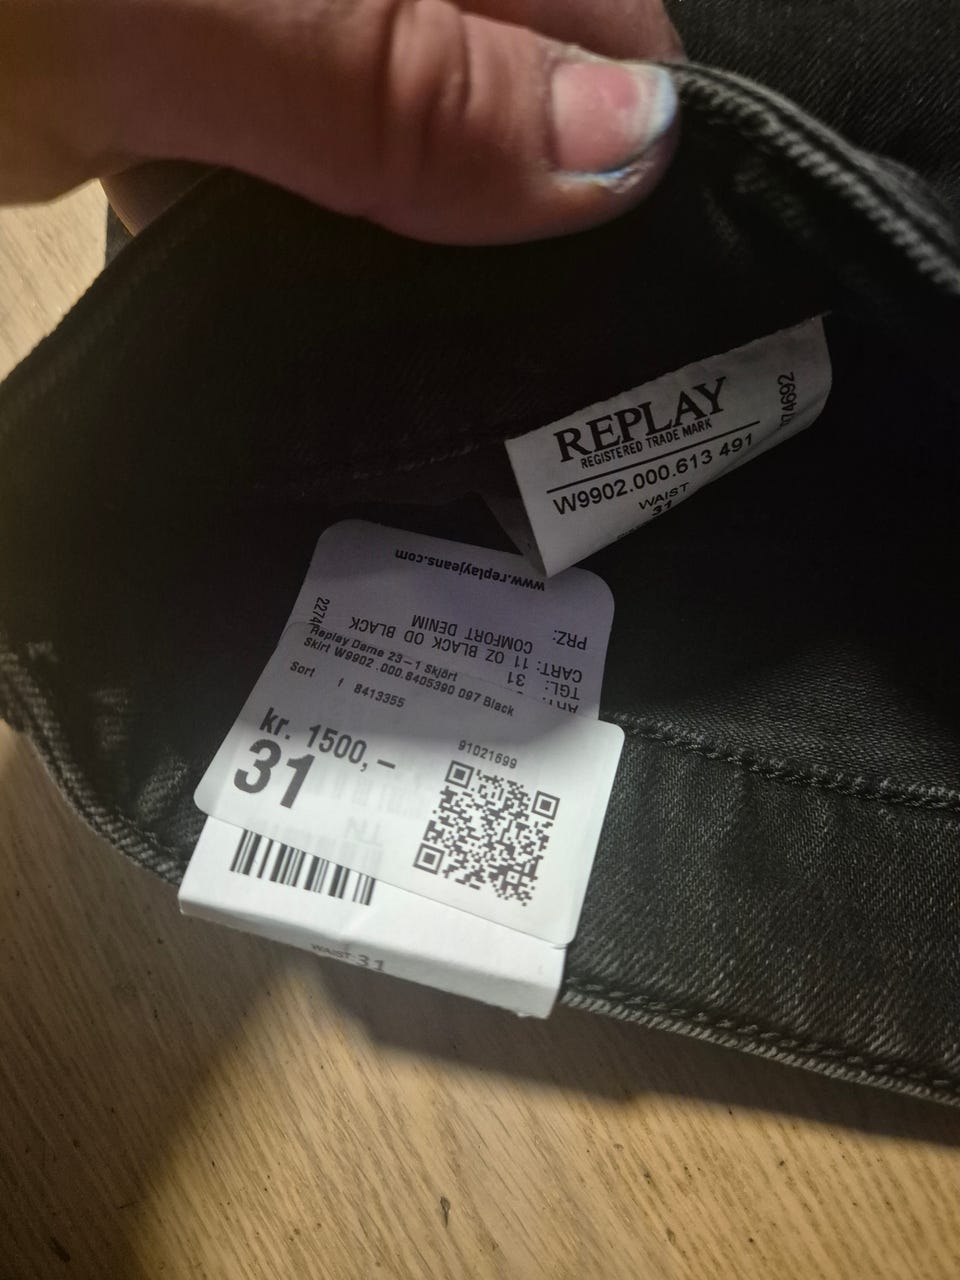 REPLAY
REGISTERED TRADE MARK
W9902.000.613 491
WAIST
31
www.replayjeans.com
TGL: 31
CART: 11 OZ BLACK OD BLACK
PRZ: COMFORT DENIM
2274
Replay Dame 23-1 Skjört
Skirt W9902 .000.8405390 097 Black
Sort f 8413355
kr. 1500,-
31
91021699
WAIST:31